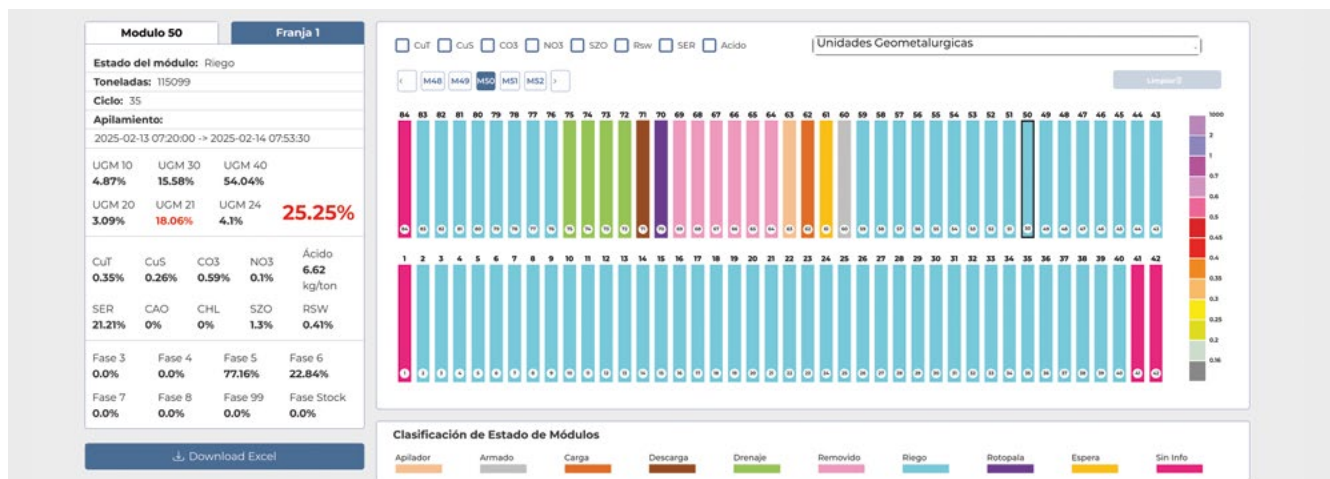 Modulo 50
Franja 1
Estado del módulo: Riego
Toneladas: 115099
Ciclo: 35
Apilamiento:
2025-02-13 07:20:00 -> 2025-02-14 07:53:30
UGM 10 UGM 30 UGM 40
4.87% 15.58% 54.04%
UGM 20 UGM 21 UGM 24
3.09% 18.06% 4.1%
25.25%
CuT CuS CO3 NO3 Ácido
0.35% 0.26% 0.59% 0.1% 6.62 kg/ton
SER CAO CHL SZO RSW
21.21% 0% 0% 1.3% 0.41%
Fase 3 Fase 4 Fase 5 Fase 6
0.0% 0.0% 77.16% 22.84%
Fase 7 Fase 8 Fase 99 Fase Stock
0.0% 0.0% 0.0% 0.0%
Download Excel
CuT CuS CO3 NO3 SZO Rsw SER Acido
Unidades Geometalurgicas
‹ M48 M49 M50 M51 M52 ›
Limpiar
84 83 82 81 80 79 78 77 76 75 74 73 72 71 70 69 68 67 66 65 64 63 62 61 60 59 58 57 56 55 54 53 52 51 50 49 48 47 46 45 44 43
1 2 3 4 5 6 7 8 9 10 11 12 13 14 15 16 17 18 19 20 21 22 23 24 25 26 27 28 29 30 31 32 33 34 35 36 37 38 39 40 41 42
1000
2
1
0.7
0.6
0.5
0.45
0.4
0.35
0.3
0.25
0.2
0.16
Clasificación de Estado de Módulos
Apilador Armado Carga Descarga Drenaje Removido Riego Rotopala Espera Sin Info